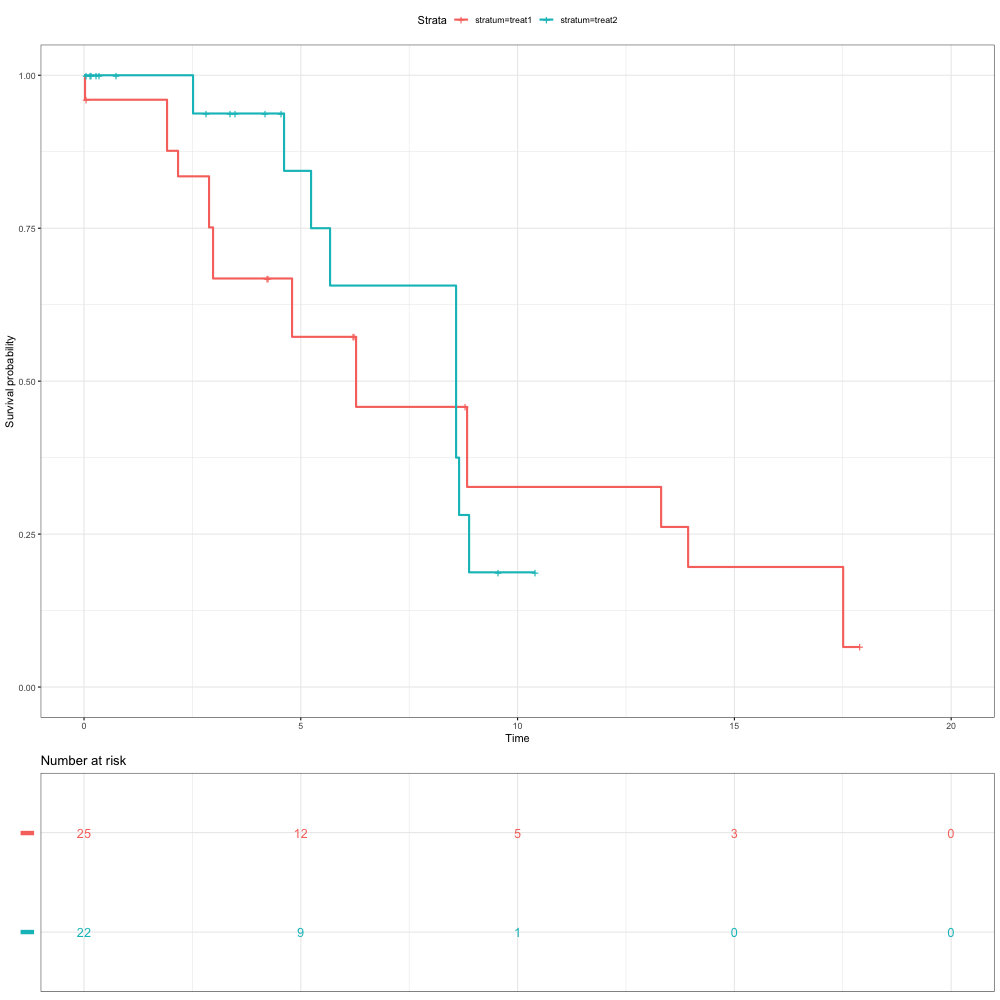 Strata stratum=treat1 stratum=treat2
1.00
0.75
0.50
0.25
0.00
Survival probability
0 5 10 15 20
Time
Number at risk
25 12 5 3 0
22 9 1 0 0